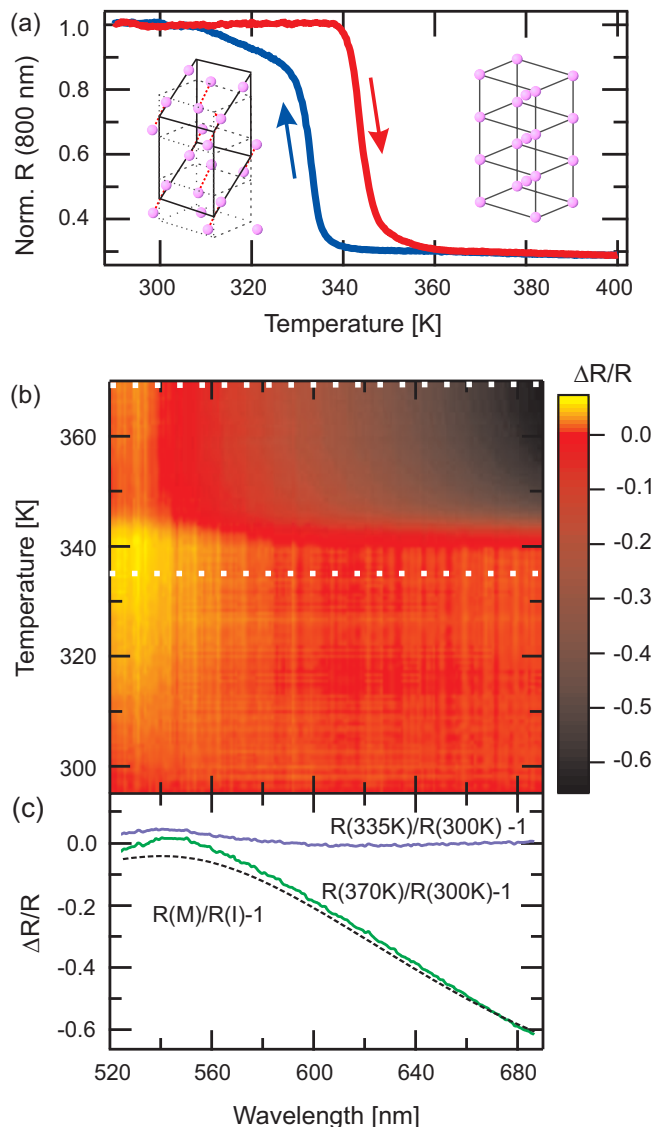 (a)
1.0
0.8
0.6
0.4
Norm. R (800 nm)
300
320
340
360
380
400
Temperature [K]
(b)
ΔR/R
360
340
320
300
Temperature [K]
0.0
-0.1
-0.2
-0.3
-0.4
-0.5
-0.6
(c)
0.0
-0.2
-0.4
-0.6
ΔR/R
R(335K)/R(300K) -1
R(370K)/R(300K)-1
R(M)/R(I)-1
520
560
600
640
680
Wavelength [nm]